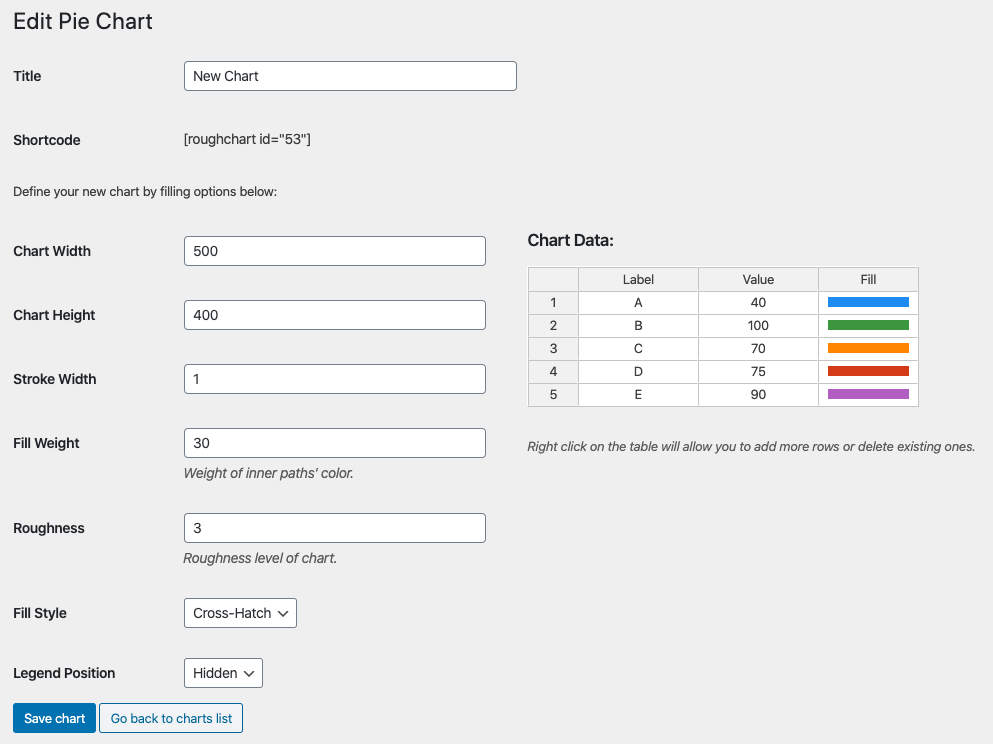 Edit Pie Chart
Title
New Chart
Shortcode
[roughchart id="53"]
Define your new chart by filling options below:
Chart Width
500
Chart Height
400
Stroke Width
1
Fill Weight
30
Weight of inner paths' color.
Roughness
3
Roughness level of chart.
Fill Style
Cross-Hatch
Legend Position
Hidden
Save chart
Go back to charts list
Chart Data:
Label Value Fill
1 A 40
2 B 100
3 C 70
4 D 75
5 E 90
Right click on the table will allow you to add more rows or delete existing ones.